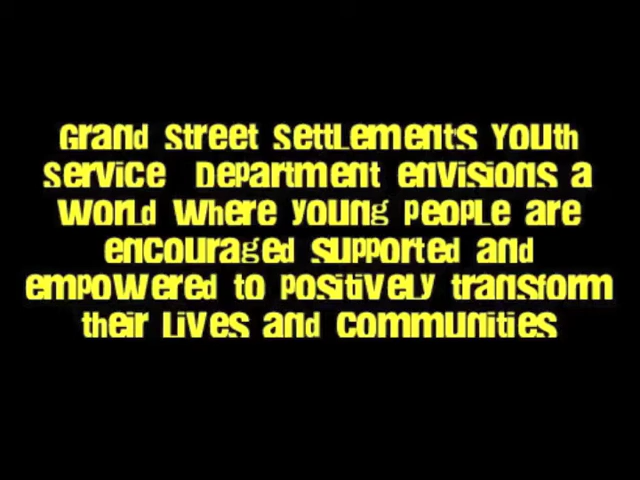 Grand Street Settlements Youth
Service Department envisions a
World Where young people are
encouraged supported and
empowered to positively transform
their Lives and communities